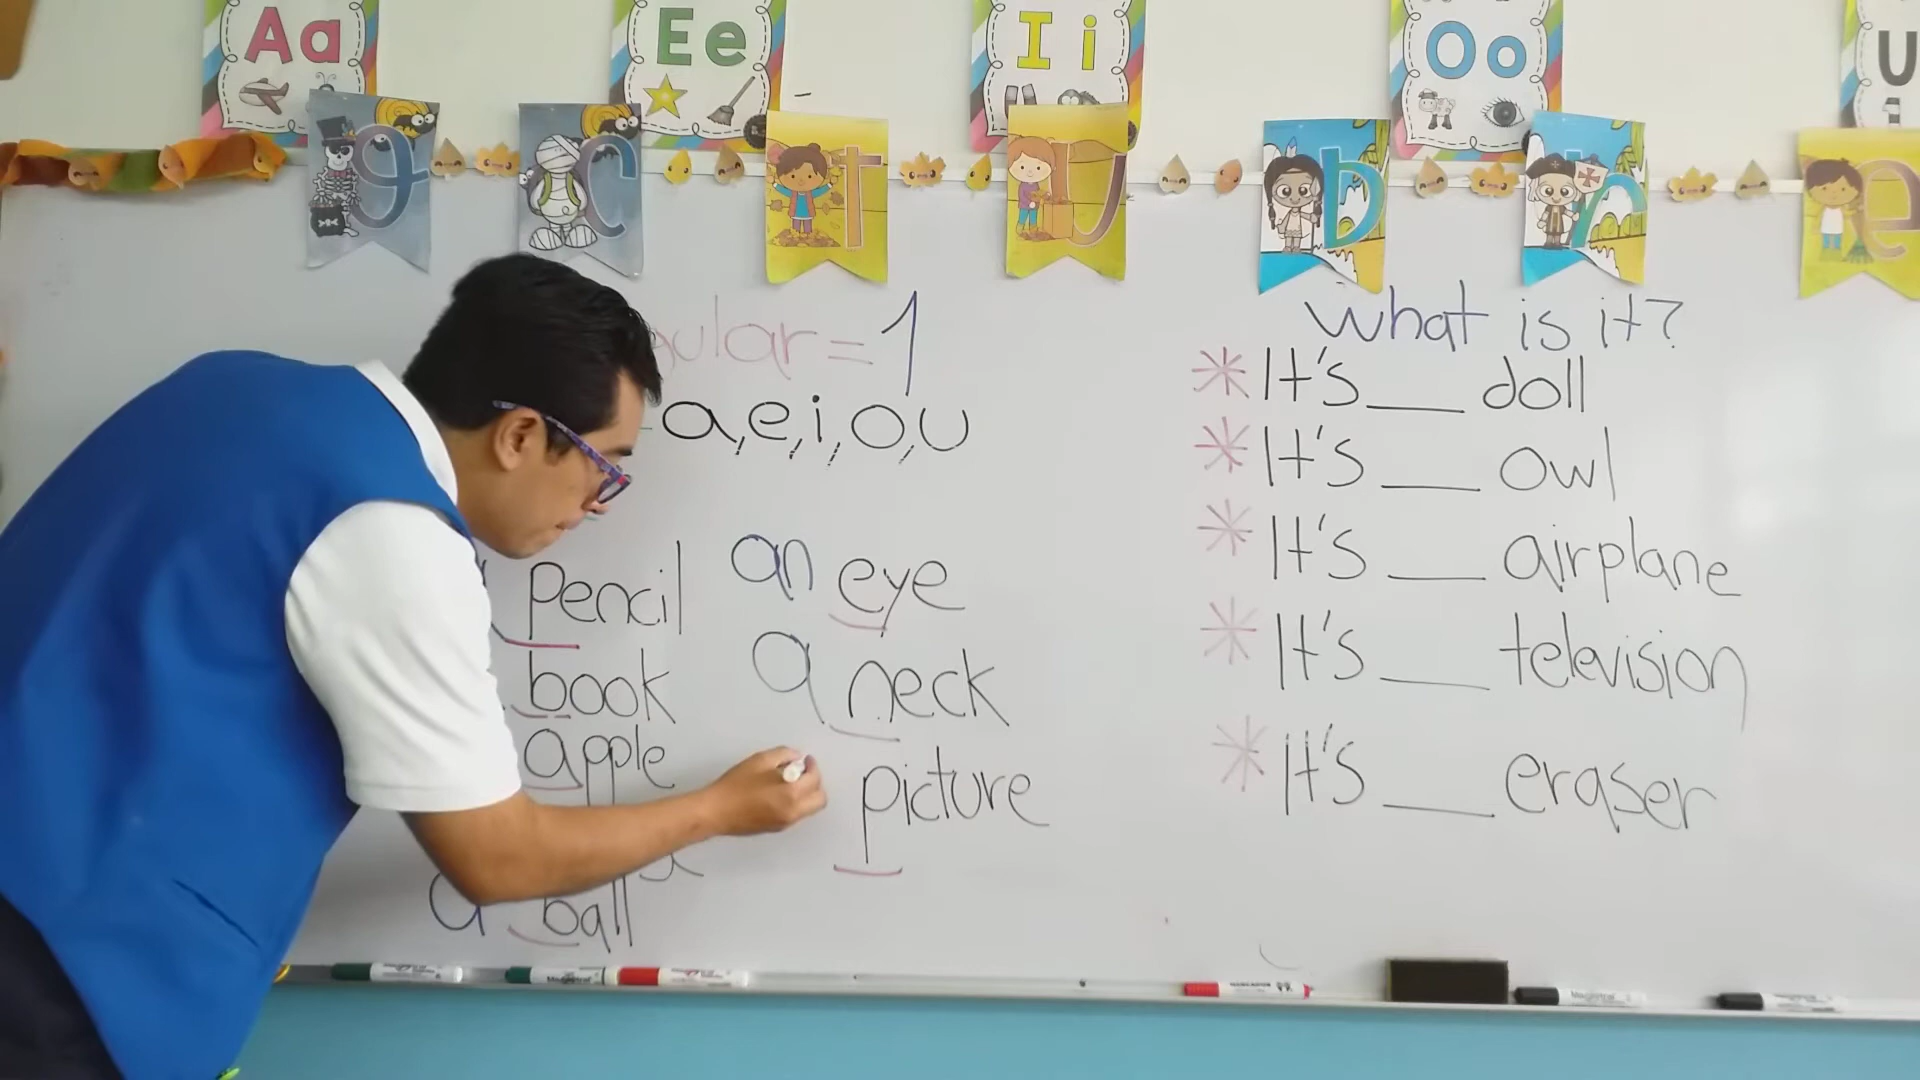 Aa
Ee
Ii
Oo
U
o c t u b r e
=1
a,e,i,o,u
pencil
book
apple
a ball
an eye
a neck
picture
What is it?
* It's ___ doll
* It's ___ owl
* It's ___ airplane
* It's ___ television
* It's ___ eraser